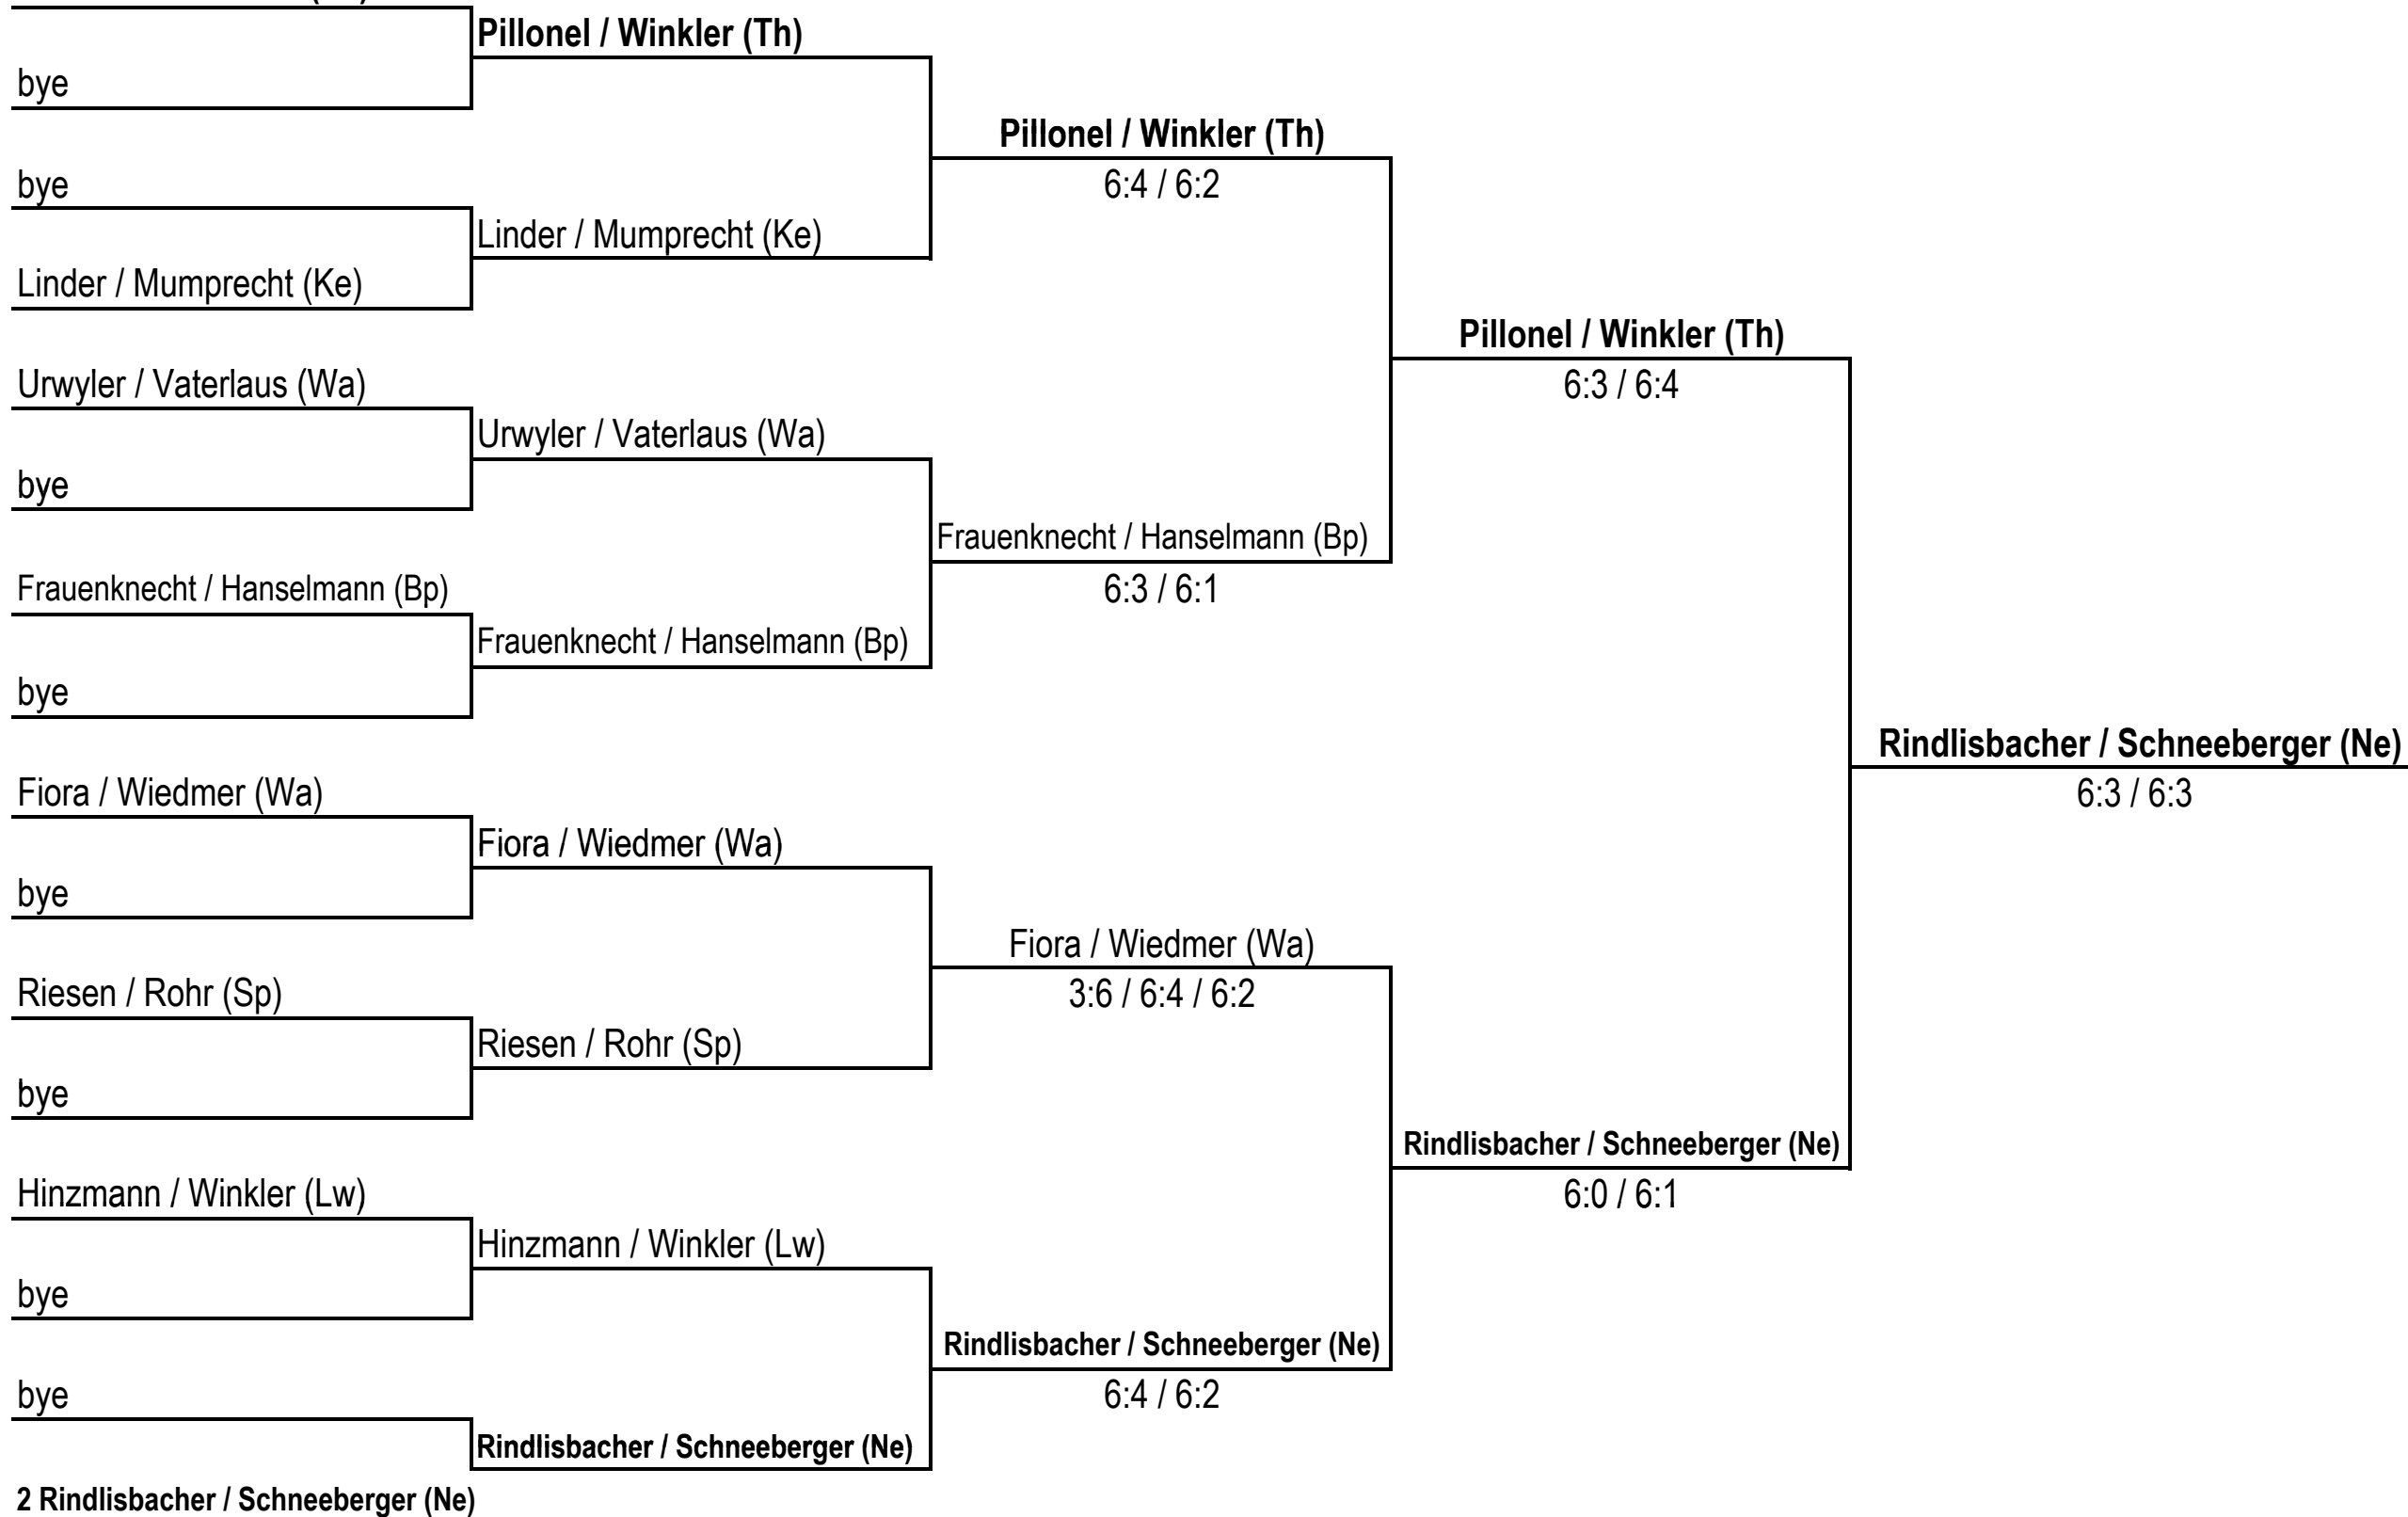 Pillonel / Winkler (Th)
bye
Pillonel / Winkler (Th)
bye
6:4 / 6:2
Linder / Mumprecht (Ke)
Linder / Mumprecht (Ke)
Pillonel / Winkler (Th)
Urwyler / Vaterlaus (Wa)
6:3 / 6:4
Urwyler / Vaterlaus (Wa)
bye
Frauenknecht / Hanselmann (Bp)
Frauenknecht / Hanselmann (Bp)
6:3 / 6:1
Frauenknecht / Hanselmann (Bp)
bye
Rindlisbacher / Schneeberger (Ne)
Fiora / Wiedmer (Wa)
6:3 / 6:3
Fiora / Wiedmer (Wa)
bye
Fiora / Wiedmer (Wa)
Riesen / Rohr (Sp)
3:6 / 6:4 / 6:2
Riesen / Rohr (Sp)
bye
Rindlisbacher / Schneeberger (Ne)
Hinzmann / Winkler (Lw)
6:0 / 6:1
Hinzmann / Winkler (Lw)
bye
Rindlisbacher / Schneeberger (Ne)
bye
6:4 / 6:2
Rindlisbacher / Schneeberger (Ne)
2 Rindlisbacher / Schneeberger (Ne)